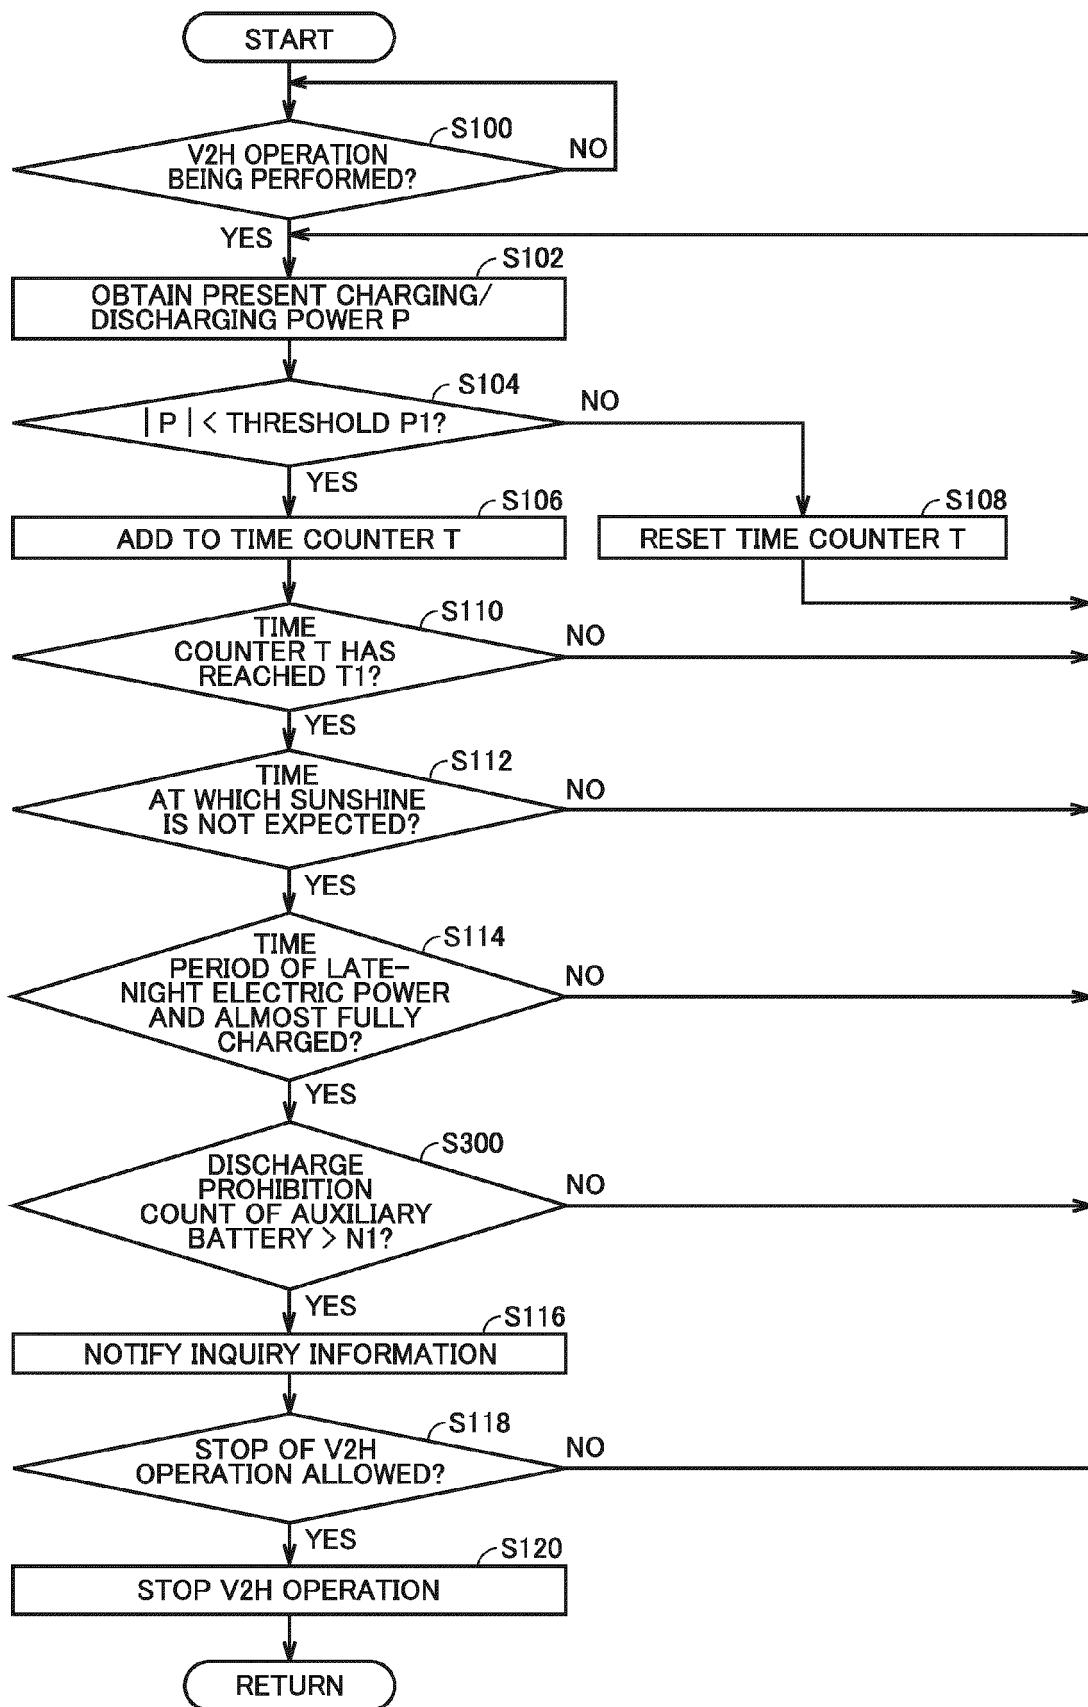 START
S100
V2H OPERATION
BEING PERFORMED?
NO
YES
S102
OBTAIN PRESENT CHARGING/
DISCHARGING POWER P
S104
| P | < THRESHOLD P1?
NO
YES
S106
ADD TO TIME COUNTER T
S108
RESET TIME COUNTER T
S110
TIME
COUNTER T HAS
REACHED T1?
NO
YES
S112
TIME
AT WHICH SUNSHINE
IS NOT EXPECTED?
NO
YES
S114
TIME
PERIOD OF LATE-
NIGHT ELECTRIC POWER
AND ALMOST FULLY
CHARGED?
NO
YES
S300
DISCHARGE
PROHIBITION
COUNT OF AUXILIARY
BATTERY > N1?
NO
YES
S116
NOTIFY INQUIRY INFORMATION
S118
STOP OF V2H
OPERATION ALLOWED?
NO
YES
S120
STOP V2H OPERATION
RETURN